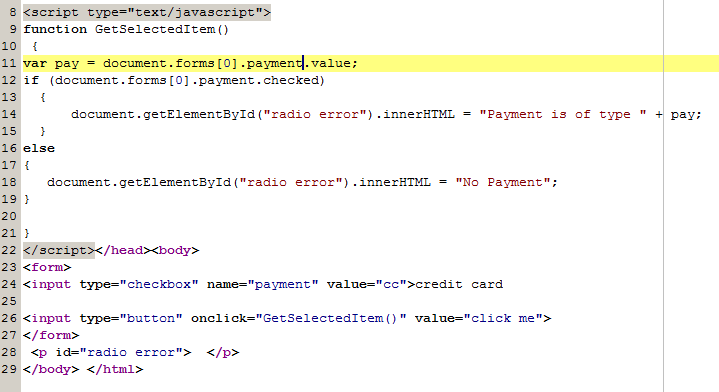 8 <script type="text/javascript">
9 function GetSelectedItem()
10 {
11 var pay = document.forms[0].payment.value;
12 if (document.forms[0].payment.checked)
13 {
14 document.getElementById("radio error").innerHTML = "Payment is of type " + pay;
15 }
16 else
17 {
18 document.getElementById("radio error").innerHTML = "No Payment";
19 }
20
21 }
22 </script></head><body>
23 <form>
24 <input type="checkbox" name="payment" value="cc">credit card
25
26 <input type="button" onclick="GetSelectedItem()" value="click me">
27 </form>
28 <p id="radio error"> </p>
29 </body> </html>